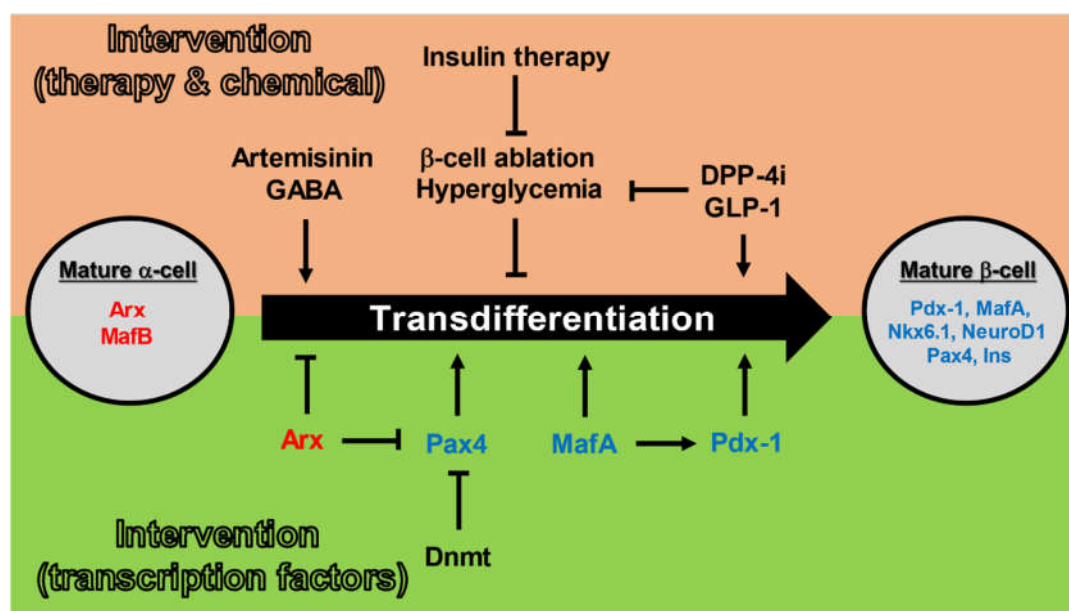 Intervention
(therapy & chemical)
Insulin therapy
Artemisinin
GABA
β-cell ablation
Hyperglycemia
DPP-4i
GLP-1
Mature α-cell
Arx
MafB
Transdifferentiation
Mature β-cell
Pdx-1, MafA,
Nkx6.1, NeuroD1
Pax4, Ins
Arx
Pax4
MafA
Pdx-1
Dnmt
Intervention
(transcription factors)